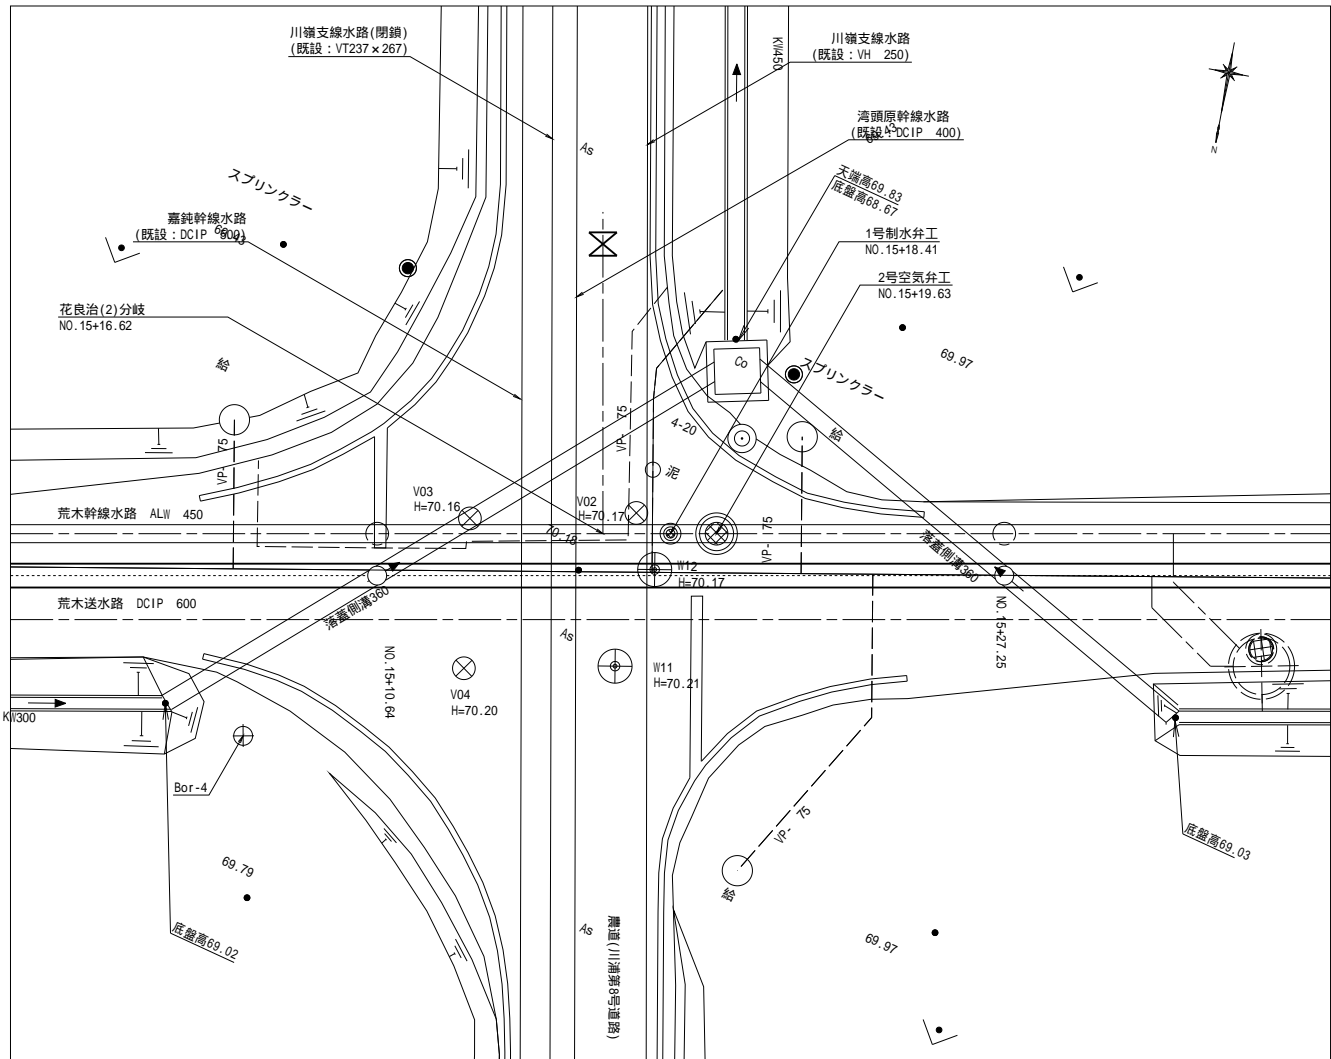 川嶺支線水路(閉鎖)
(既設：VT237×267)
川嶺支線水路
(既設：VH 250)
KW450
湾頭原幹線水路
(既設：DCIP 400)
69.43
As
スプリンクラー
天端高69.83
底盤高68.67
嘉鈍幹線水路
(既設：DCIP 600)
69.43
1号制水弁工
NO.15+18.41
2号空気弁工
NO.15+19.63
花良治(2)分岐
NO.15+16.62
給
69.97
Co
スプリンクラー
4-20
VP- 75
VP- 75
給
泥
V03
H=70.16
V02
H=70.17
荒木幹線水路 ALW 450
70.18
VP- 75
落蓋側溝360
W12
H=70.17
荒木送水路 DCIP 600
落蓋側溝360
NO.15+27.25
As
NO.15+10.64
V04
H=70.20
W11
H=70.21
KW300
Bor-4
VP- 75
底盤高69.03
69.79
給
底盤高69.02
As
農道(川浦第8号道路)
69.97
N